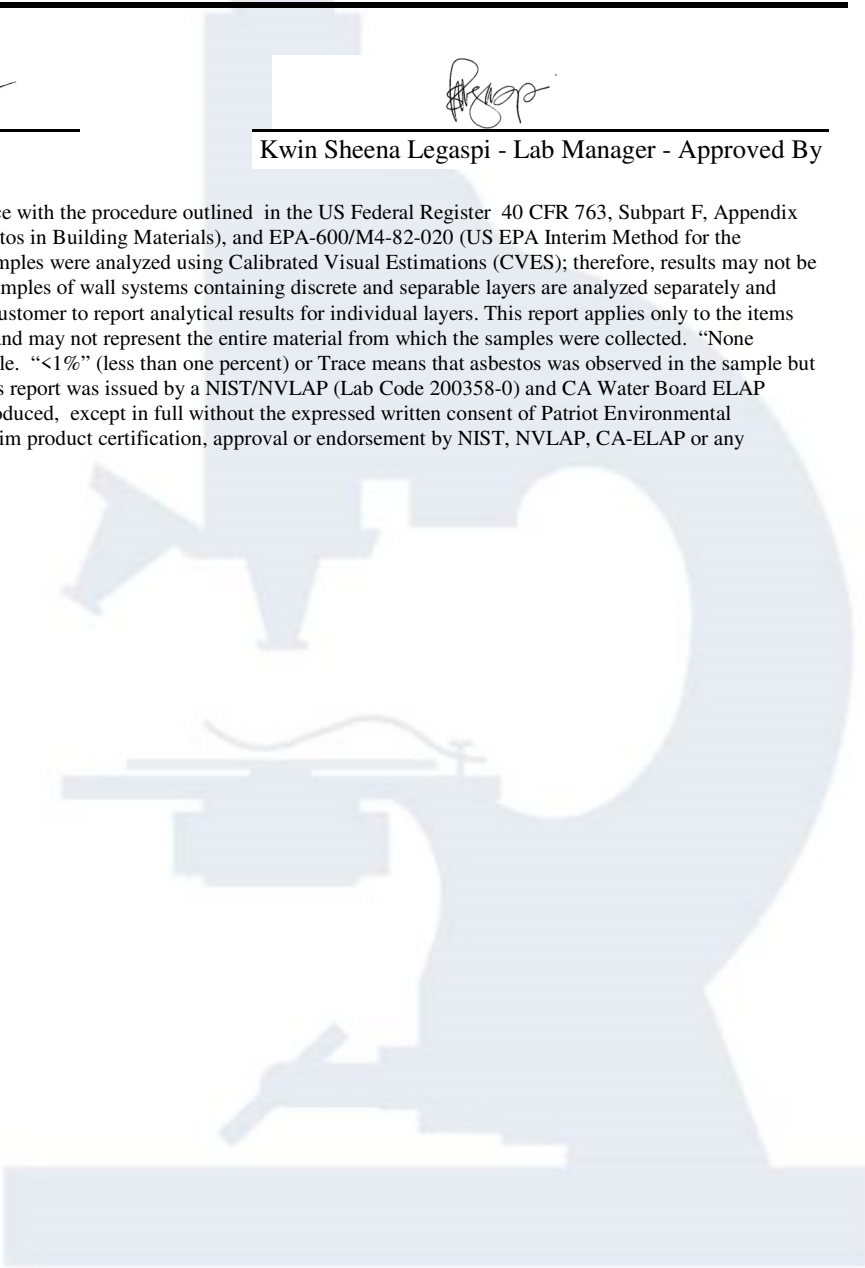 Kwin Sheena Legaspi - Lab Manager - Approved By
ce with the procedure outlined in the US Federal Register 40 CFR 763, Subpart F, Appendix
tos in Building Materials), and EPA-600/M4-82-020 (US EPA Interim Method for the
mples were analyzed using Calibrated Visual Estimations (CVES); therefore, results may not be
amples of wall systems containing discrete and separable layers are analyzed separately and
ustomer to report analytical results for individual layers. This report applies only to the items
and may not represent the entire material from which the samples were collected. “None
le. “<1%” (less than one percent) or Trace means that asbestos was observed in the sample but
s report was issued by a NIST/NVLAP (Lab Code 200358-0) and CA Water Board ELAP
oduced, except in full without the expressed written consent of Patriot Environmental
im product certification, approval or endorsement by NIST, NVLAP, CA-ELAP or any